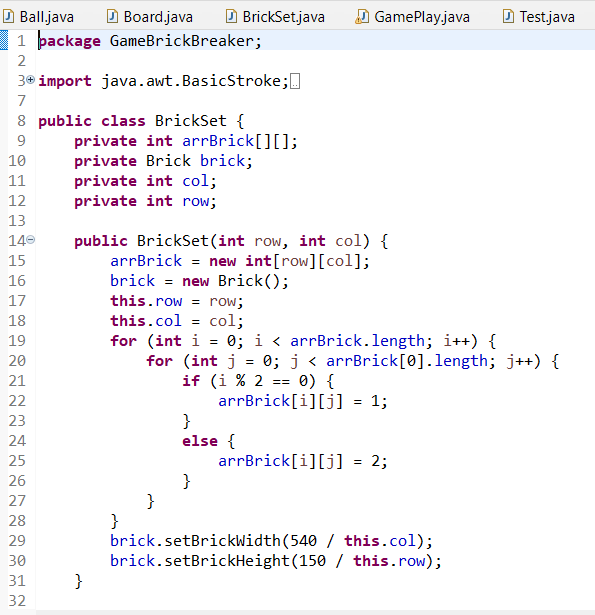 Ball.java Board.java BrickSet.java GamePlay.java Test.java
1 package GameBrickBreaker;
2
3 import java.awt.BasicStroke;
7
8 public class BrickSet {
9     private int arrBrick[][];
10     private Brick brick;
11     private int col;
12     private int row;
13
14     public BrickSet(int row, int col) {
15         arrBrick = new int[row][col];
16         brick = new Brick();
17         this.row = row;
18         this.col = col;
19         for (int i = 0; i < arrBrick.length; i++) {
20             for (int j = 0; j < arrBrick[0].length; j++) {
21                 if (i % 2 == 0) {
22                     arrBrick[i][j] = 1;
23                 }
24                 else {
25                     arrBrick[i][j] = 2;
26                 }
27             }
28         }
29         brick.setBrickWidth(540 / this.col);
30         brick.setBrickHeight(150 / this.row);
31     }
32